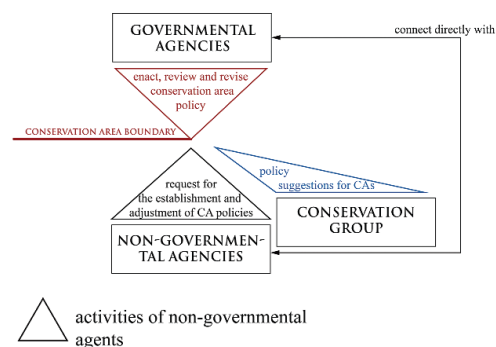 GOVERNMENTAL
AGENCIES
connect directly with
enact, review and revise
conservation area
policy
CONSERVATION AREA BOUNDARY
policy
suggestions for CAs
request for
the establishment and
adjustment of CA policies
CONSERVATION
GROUP
NON-GOVERNMEN-
TAL AGENCIES
activities of non-governmental
agents